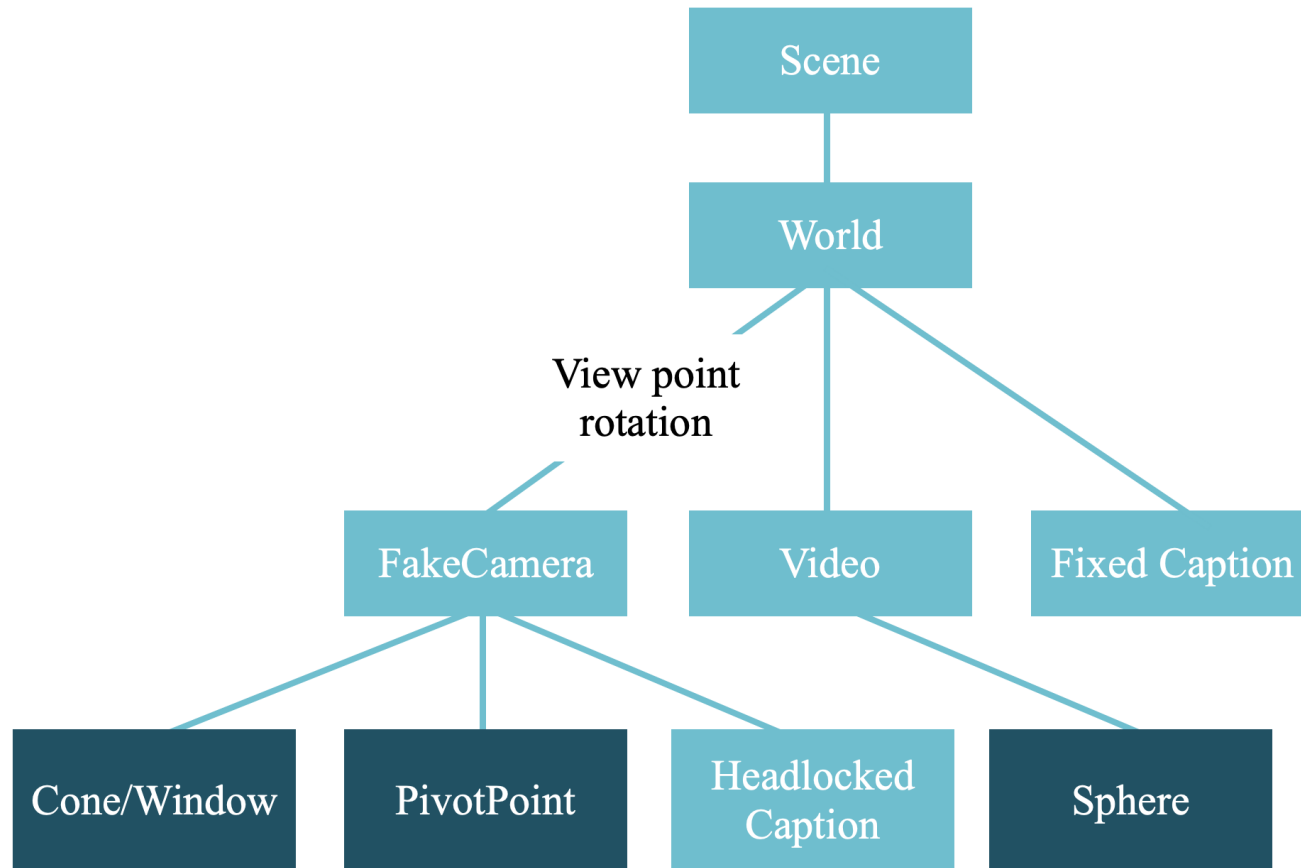 Scene
World
View point
rotation
FakeCamera
Video
Fixed Caption
Cone/Window
PivotPoint
Headlocked
Caption
Sphere